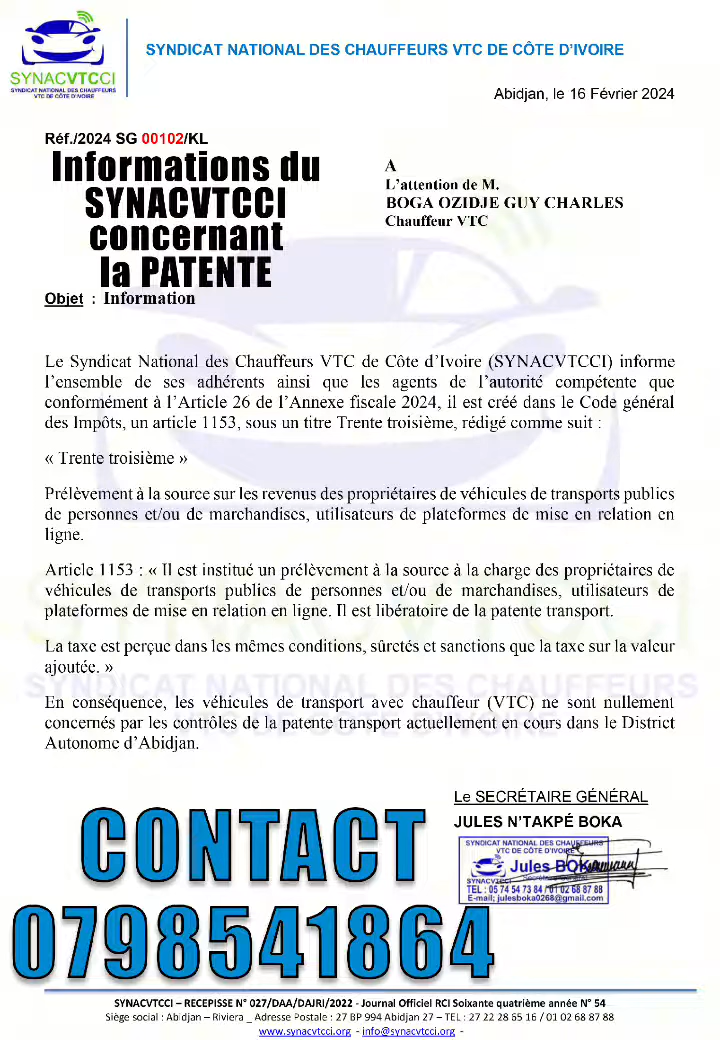 SYNACVTCCI
SYNDICAT NATIONAL DES CHAUFFEURS
VTC DE CÔTE D'IVOIRE
SYNDICAT NATIONAL DES CHAUFFEURS VTC DE CÔTE D'IVOIRE
Abidjan, le 16 Février 2024
Réf./2024 SG 00102/KL
Informations du
SYNACVTCCI
concernant
la PATENTE
A
L'attention de M.
BOGA OZIDJE GUY CHARLES
Chauffeur VTC
Objet : Information
Le Syndicat National des Chauffeurs VTC de Côte d'Ivoire (SYNACVTCCI) informe
l'ensemble de ses adhérents ainsi que les agents de l'autorité compétente que
conformément à l'Article 26 de l'Annexe fiscale 2024, il est créé dans le Code général
des Impôts, un article 1153, sous un titre Trente troisième, rédigé comme suit :
« Trente troisième »
Prélèvement à la source sur les revenus des propriétaires de véhicules de transports publics
de personnes et/ou de marchandises, utilisateurs de plateformes de mise en relation en
ligne.
Article 1153 : « Il est institué un prélèvement à la source à la charge des propriétaires de
véhicules de transports publics de personnes et/ou de marchandises, utilisateurs de
plateformes de mise en relation en ligne. Il est libératoire de la patente transport.
La taxe est perçue dans les mêmes conditions, sûretés et sanctions que la taxe sur la valeur
ajoutée. »
En conséquence, les véhicules de transport avec chauffeur (VTC) ne sont nullement
concernés par les contrôles de la patente transport actuellement en cours dans le District
Autonome d'Abidjan.
SYNACVTCCI
SYNDICAT NATIONAL DES CHAUFFEURS
VTC DE CÔTE D'IVOIRE
Le SECRÉTAIRE GÉNÉRAL
JULES N'TAKPÉ BOKA
SYNDICAT NATIONAL DES CHAUFFEURS
VTC DE CÔTE D'IVOIRE
Jules BOKA
SYNACVTCCI
TEL : 05 74 54 73 84 / 01 02 68 87 88
E-mail; julesboka0268@gmail.com
CONTACT
0798541864
SYNACVTCCI – RECEPISSE N° 027/DAA/DAJRI/2022 - Journal Officiel RCI Soixante quatrième année N° 54
Siège social : Abidjan – Riviera _ Adresse Postale : 27 BP 994 Abidjan 27 – TEL : 27 22 28 65 16 / 01 02 68 87 88
www.synacvtcci.org - info@synacvtcci.org -